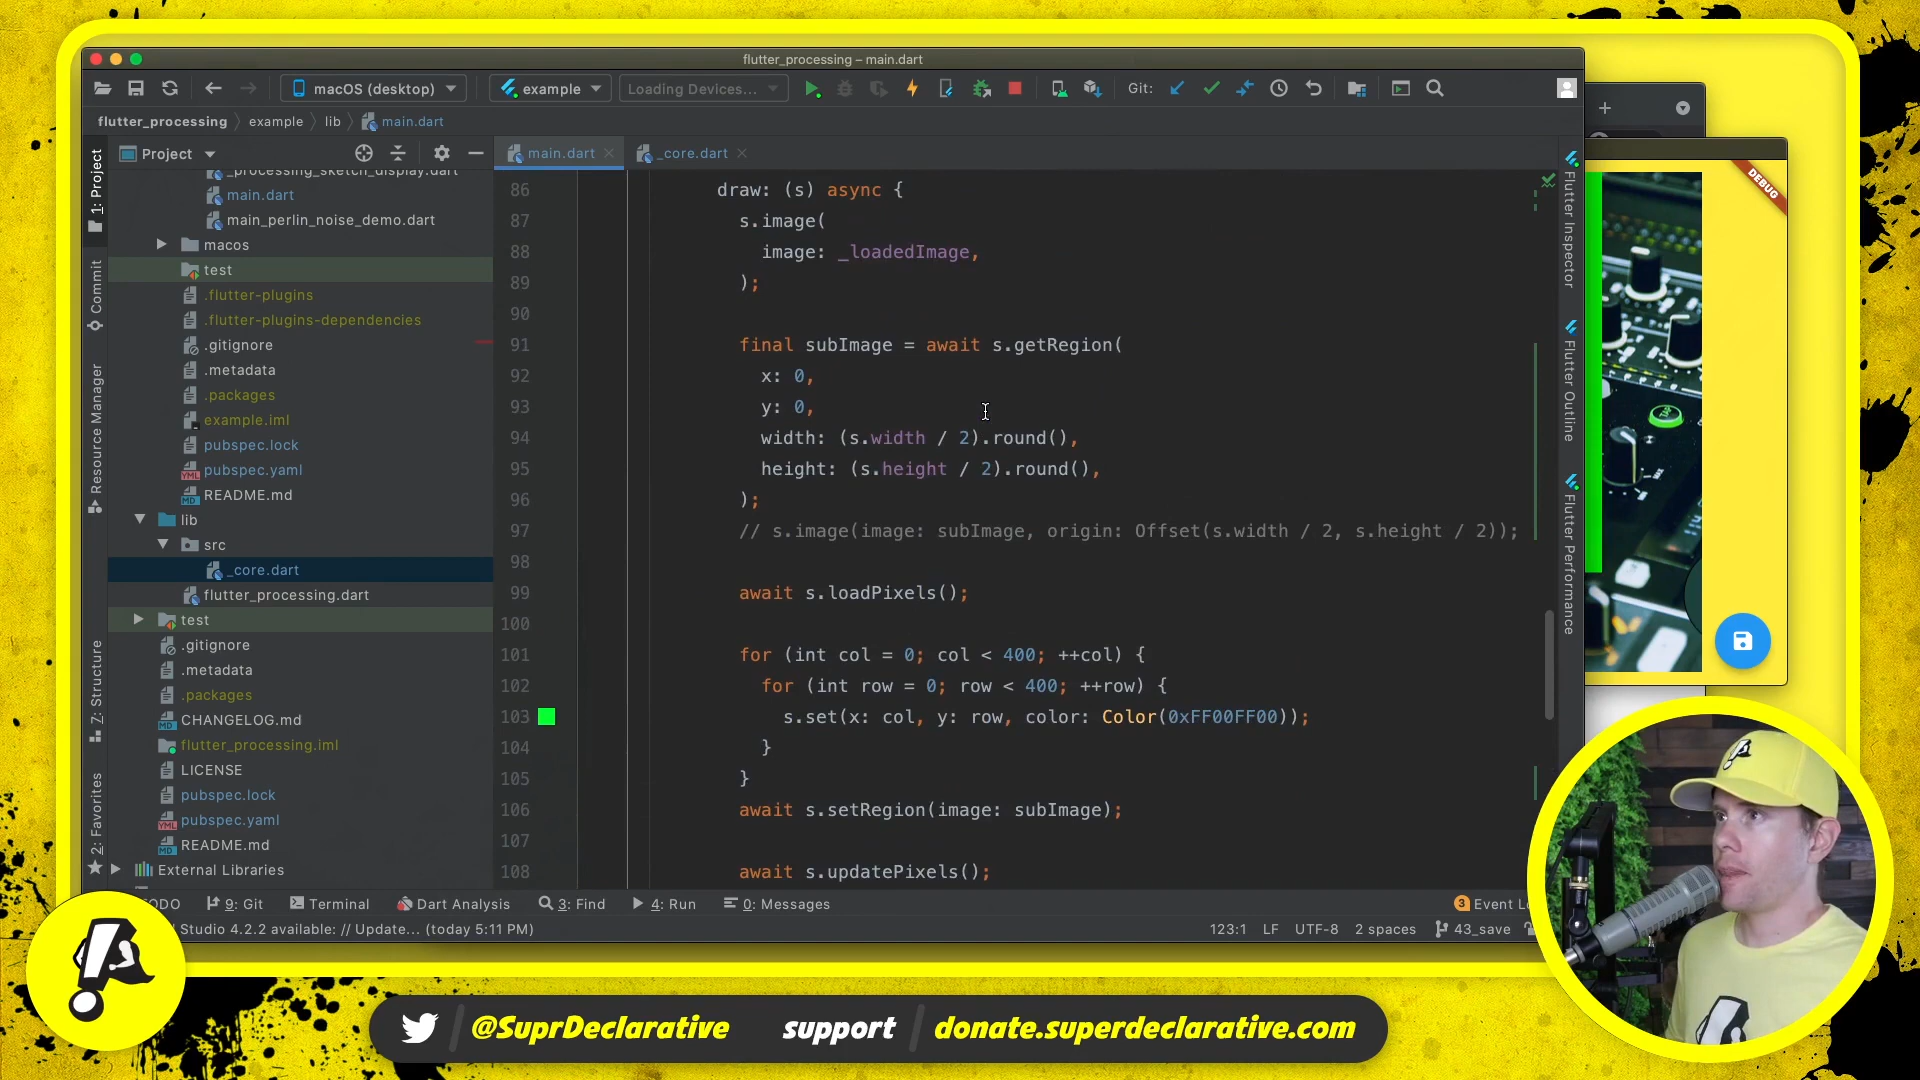 flutter_processing – main.dart
macOS (desktop)
example
Loading Devices...
Git:
flutter_processing
example
lib
main.dart
Project
main.dart
_core.dart
1: Project
Commit
Resource Manager
7: Structure
2: Favorites
_processing_sketch_display.dart
main.dart
main_perlin_noise_demo.dart
macos
test
.flutter-plugins
.flutter-plugins-dependencies
.gitignore
.metadata
.packages
example.iml
pubspec.lock
pubspec.yaml
README.md
lib
src
_core.dart
flutter_processing.dart
test
.gitignore
.metadata
.packages
CHANGELOG.md
flutter_processing.iml
LICENSE
pubspec.lock
pubspec.yaml
README.md
External Libraries
86 draw: (s) async {
87 s.image(
88 image: _loadedImage,
89 );
90
91 final subImage = await s.getRegion(
92 x: 0,
93 y: 0,
94 width: (s.width / 2).round(),
95 height: (s.height / 2).round(),
96 );
97 // s.image(image: subImage, origin: Offset(s.width / 2, s.height / 2));
98
99 await s.loadPixels();
100
101 for (int col = 0; col < 400; ++col) {
102 for (int row = 0; row < 400; ++row) {
103 s.set(x: col, y: row, color: Color(0xFF00FF00));
104 }
105 }
106 await s.setRegion(image: subImage);
107
108 await s.updatePixels();
Flutter Inspector
Flutter Outline
Flutter Performance
DEBUG
ODO
9: Git
Terminal
Dart Analysis
3: Find
4: Run
0: Messages
3 Event Lo
Studio 4.2.2 available: // Update... (today 5:11 PM)
123:1
LF
UTF-8
2 spaces
43_save
@SuprDeclarative
support
donate.superdeclarative.com